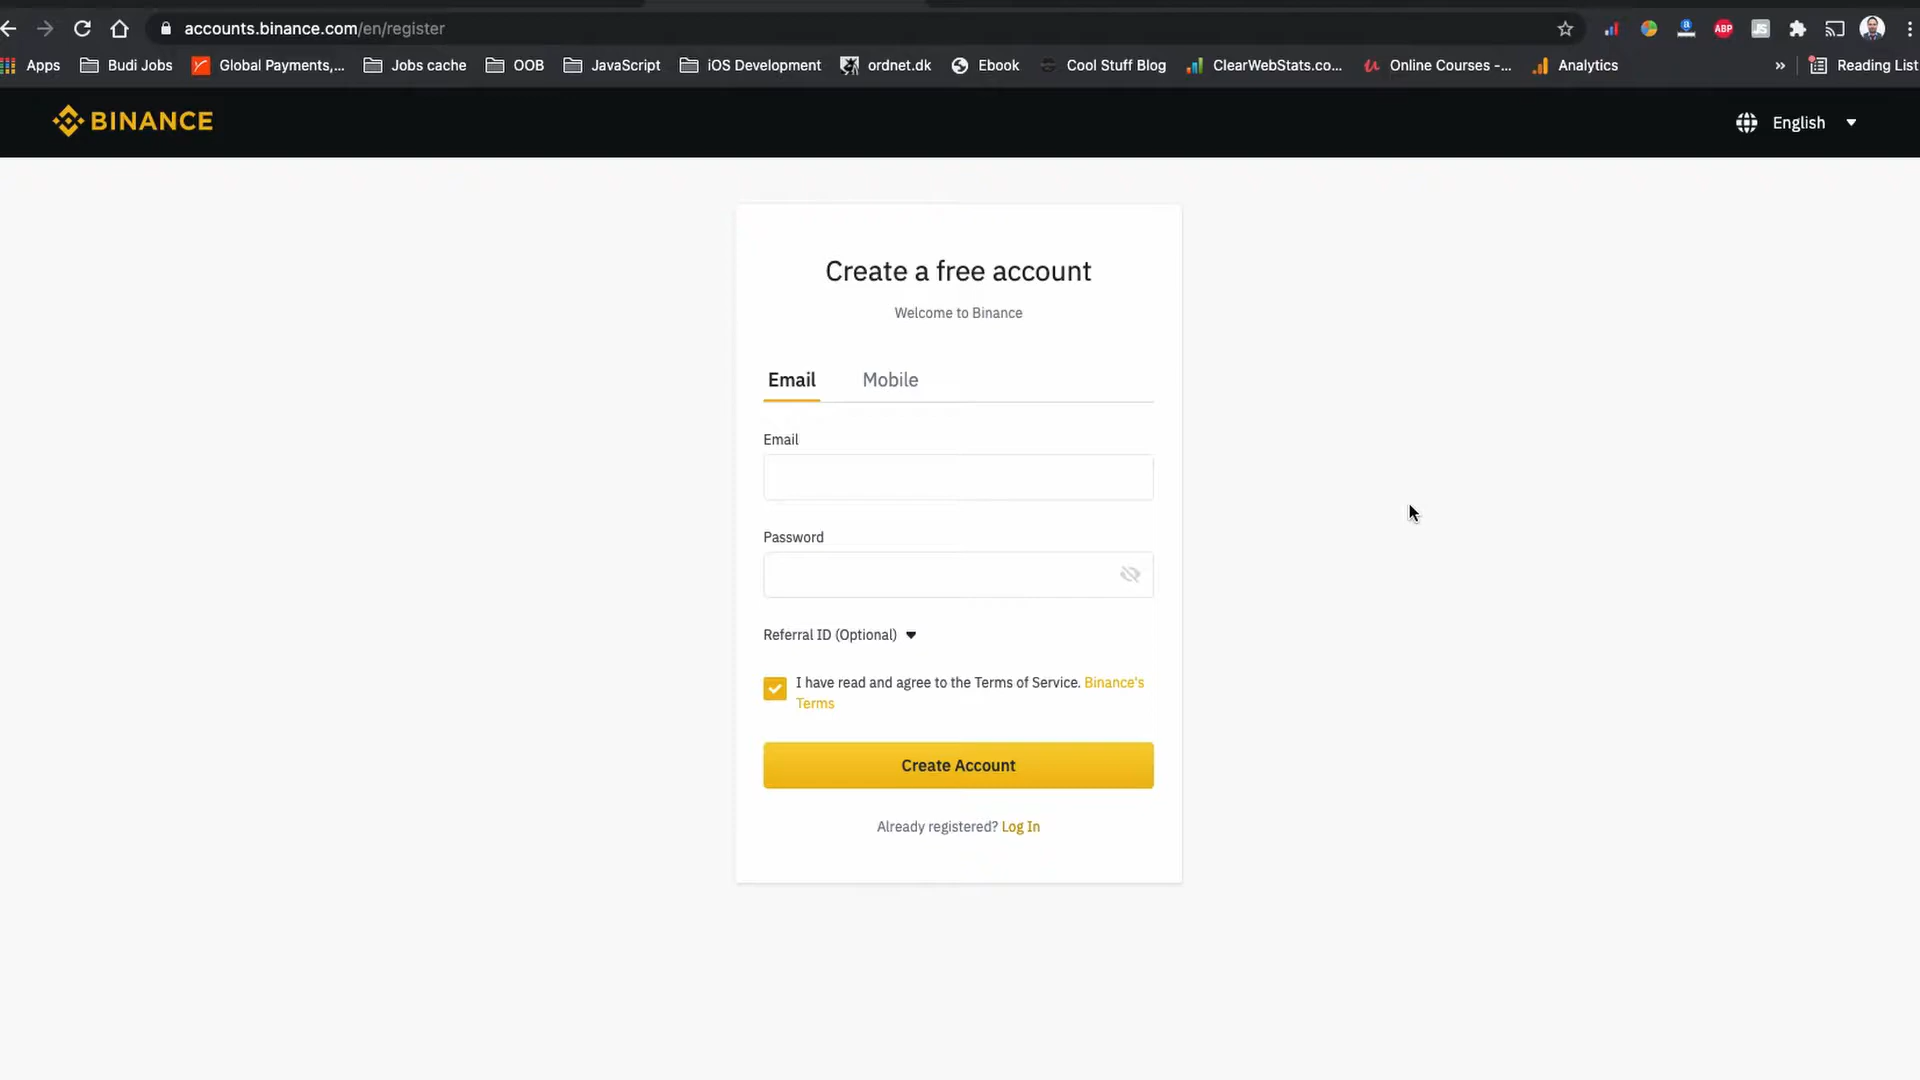 accounts.binance.com/en/register
ABP
JS
Apps
Budi Jobs
Global Payments,...
Jobs cache
OOB
JavaScript
iOS Development
ordnet.dk
Ebook
Cool Stuff Blog
ClearWebStats.co...
Online Courses -...
Analytics
»
Reading List
BINANCE
English
Create a free account
Welcome to Binance
Email
Mobile
Email
Password
Referral ID (Optional)
I have read and agree to the Terms of Service. Binance's
Terms
Create Account
Already registered? Log In